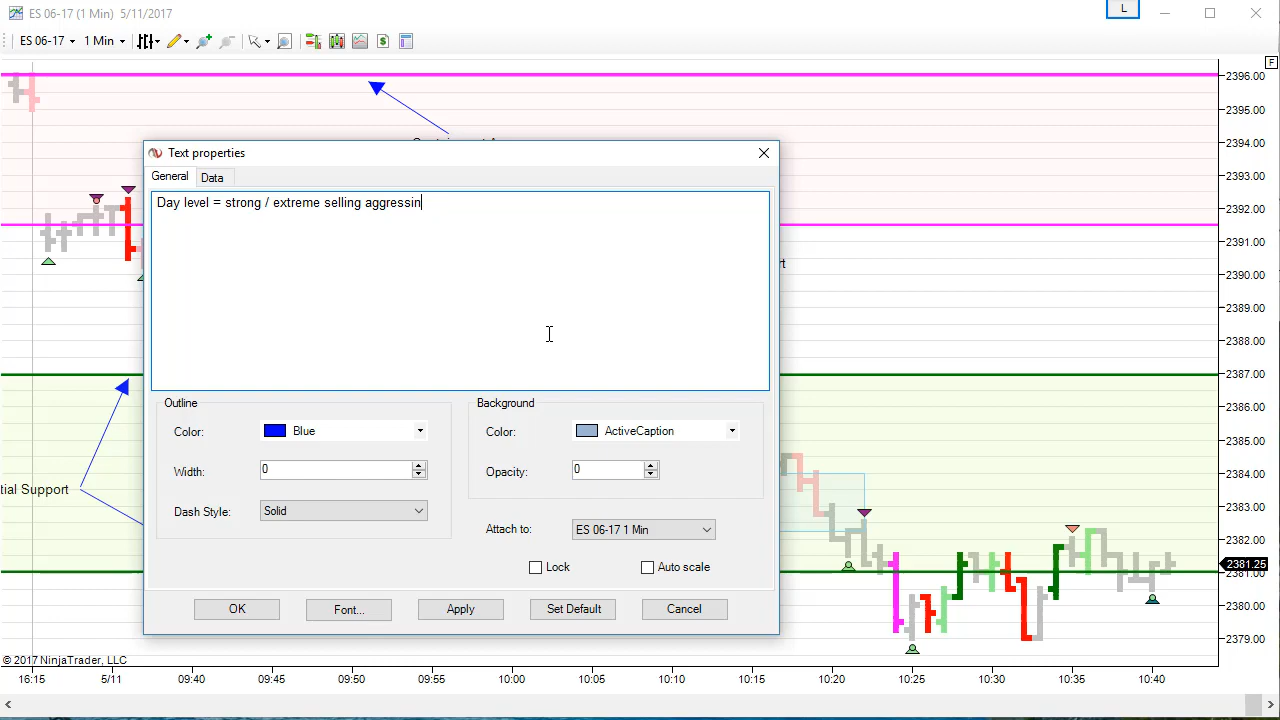 ES 06-17 (1 Min) 5/11/2017
L
ES 06-17 1 Min
F
Text properties
General Data
Day level = strong / extreme selling aggressin
Outline
Color: Blue
Width: 0
Dash Style: Solid
Background
Color: ActiveCaption
Opacity: 0
Attach to: ES 06-17 1 Min
Lock Auto scale
OK Font... Apply Set Default Cancel
tial Support
2396.00
2395.00
2394.00
2393.00
2392.00
2391.00
2390.00
2389.00
2388.00
2387.00
2386.00
2385.00
2384.00
2383.00
2382.00
2381.25
2381.00
2380.00
2379.00
© 2017 NinjaTrader, LLC
16:15 5/11 09:40 09:45 09:50 09:55 10:00 10:05 10:10 10:15 10:20 10:25 10:30 10:35 10:40